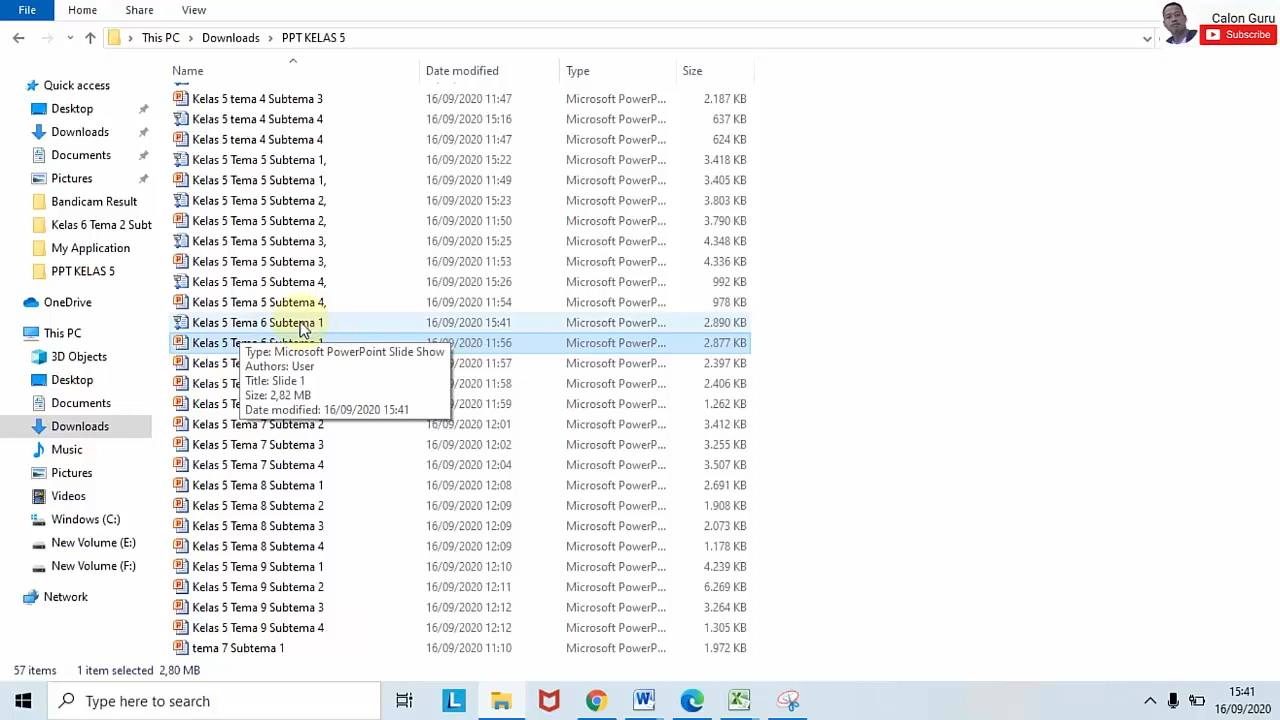 File Home Share View
Calon Guru
Subscribe
This PC > Downloads > PPT KELAS 5
Name Date modified Type Size
Quick access
Desktop
Downloads
Documents
Pictures
Bandicam Result
Kelas 6 Tema 2 Subt
My Application
PPT KELAS 5
OneDrive
This PC
3D Objects
Desktop
Documents
Downloads
Music
Pictures
Videos
Windows (C:)
New Volume (E:)
New Volume (F:)
Network
Kelas 5 tema 4 Subtema 3 16/09/2020 11:47 Microsoft PowerP... 2.187 KB
Kelas 5 tema 4 Subtema 4 16/09/2020 15:16 Microsoft PowerP... 637 KB
Kelas 5 tema 4 Subtema 4 16/09/2020 11:47 Microsoft PowerP... 624 KB
Kelas 5 Tema 5 Subtema 1, 16/09/2020 15:22 Microsoft PowerP... 3.418 KB
Kelas 5 Tema 5 Subtema 1, 16/09/2020 11:49 Microsoft PowerP... 3.405 KB
Kelas 5 Tema 5 Subtema 2, 16/09/2020 15:23 Microsoft PowerP... 3.803 KB
Kelas 5 Tema 5 Subtema 2, 16/09/2020 11:50 Microsoft PowerP... 3.790 KB
Kelas 5 Tema 5 Subtema 3, 16/09/2020 15:25 Microsoft PowerP... 4.348 KB
Kelas 5 Tema 5 Subtema 3, 16/09/2020 11:53 Microsoft PowerP... 4.336 KB
Kelas 5 Tema 5 Subtema 4, 16/09/2020 15:26 Microsoft PowerP... 992 KB
Kelas 5 Tema 5 Subtema 4, 16/09/2020 11:54 Microsoft PowerP... 978 KB
Kelas 5 Tema 6 Subtema 1 16/09/2020 15:41 Microsoft PowerP... 2.890 KB
Kelas 5 Tema 6 Subtema 1 16/09/2020 11:56 Microsoft PowerP... 2.877 KB
Kelas 5 11:57 Microsoft PowerP... 2.397 KB
Kelas 5 11:58 Microsoft PowerP... 2.406 KB
Kelas 5 11:59 Microsoft PowerP... 1.262 KB
Type: Microsoft PowerPoint Slide Show
Authors: User
Title: Slide 1
Size: 2,82 MB
Date modified: 16/09/2020 15:41
Kelas 5 Tema 7 Subtema 2 16/09/2020 12:01 Microsoft PowerP... 3.412 KB
Kelas 5 Tema 7 Subtema 3 16/09/2020 12:02 Microsoft PowerP... 3.255 KB
Kelas 5 Tema 7 Subtema 4 16/09/2020 12:04 Microsoft PowerP... 3.507 KB
Kelas 5 Tema 8 Subtema 1 16/09/2020 12:08 Microsoft PowerP... 2.691 KB
Kelas 5 Tema 8 Subtema 2 16/09/2020 12:09 Microsoft PowerP... 1.908 KB
Kelas 5 Tema 8 Subtema 3 16/09/2020 12:09 Microsoft PowerP... 2.073 KB
Kelas 5 Tema 8 Subtema 4 16/09/2020 12:09 Microsoft PowerP... 1.178 KB
Kelas 5 Tema 9 Subtema 1 16/09/2020 12:10 Microsoft PowerP... 4.239 KB
Kelas 5 Tema 9 Subtema 2 16/09/2020 12:11 Microsoft PowerP... 6.269 KB
Kelas 5 Tema 9 Subtema 3 16/09/2020 12:12 Microsoft PowerP... 3.264 KB
Kelas 5 Tema 9 Subtema 4 16/09/2020 12:12 Microsoft PowerP... 1.305 KB
tema 7 Subtema 1 16/09/2020 11:10 Microsoft PowerP... 1.972 KB
57 items 1 item selected 2,80 MB
Type here to search
15:41
16/09/2020